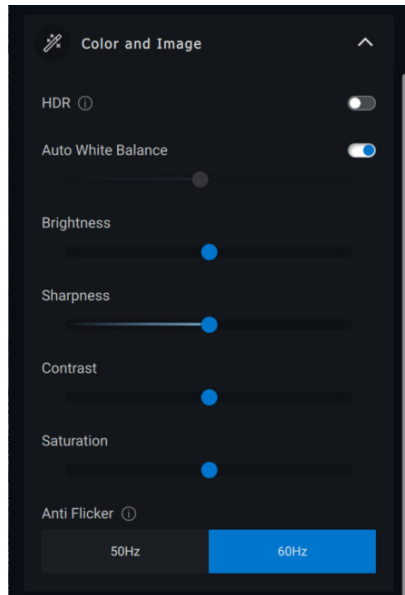 Color and Image
HDR
Auto White Balance
Brightness
Sharpness
Contrast
Saturation
Anti Flicker
50Hz 60Hz